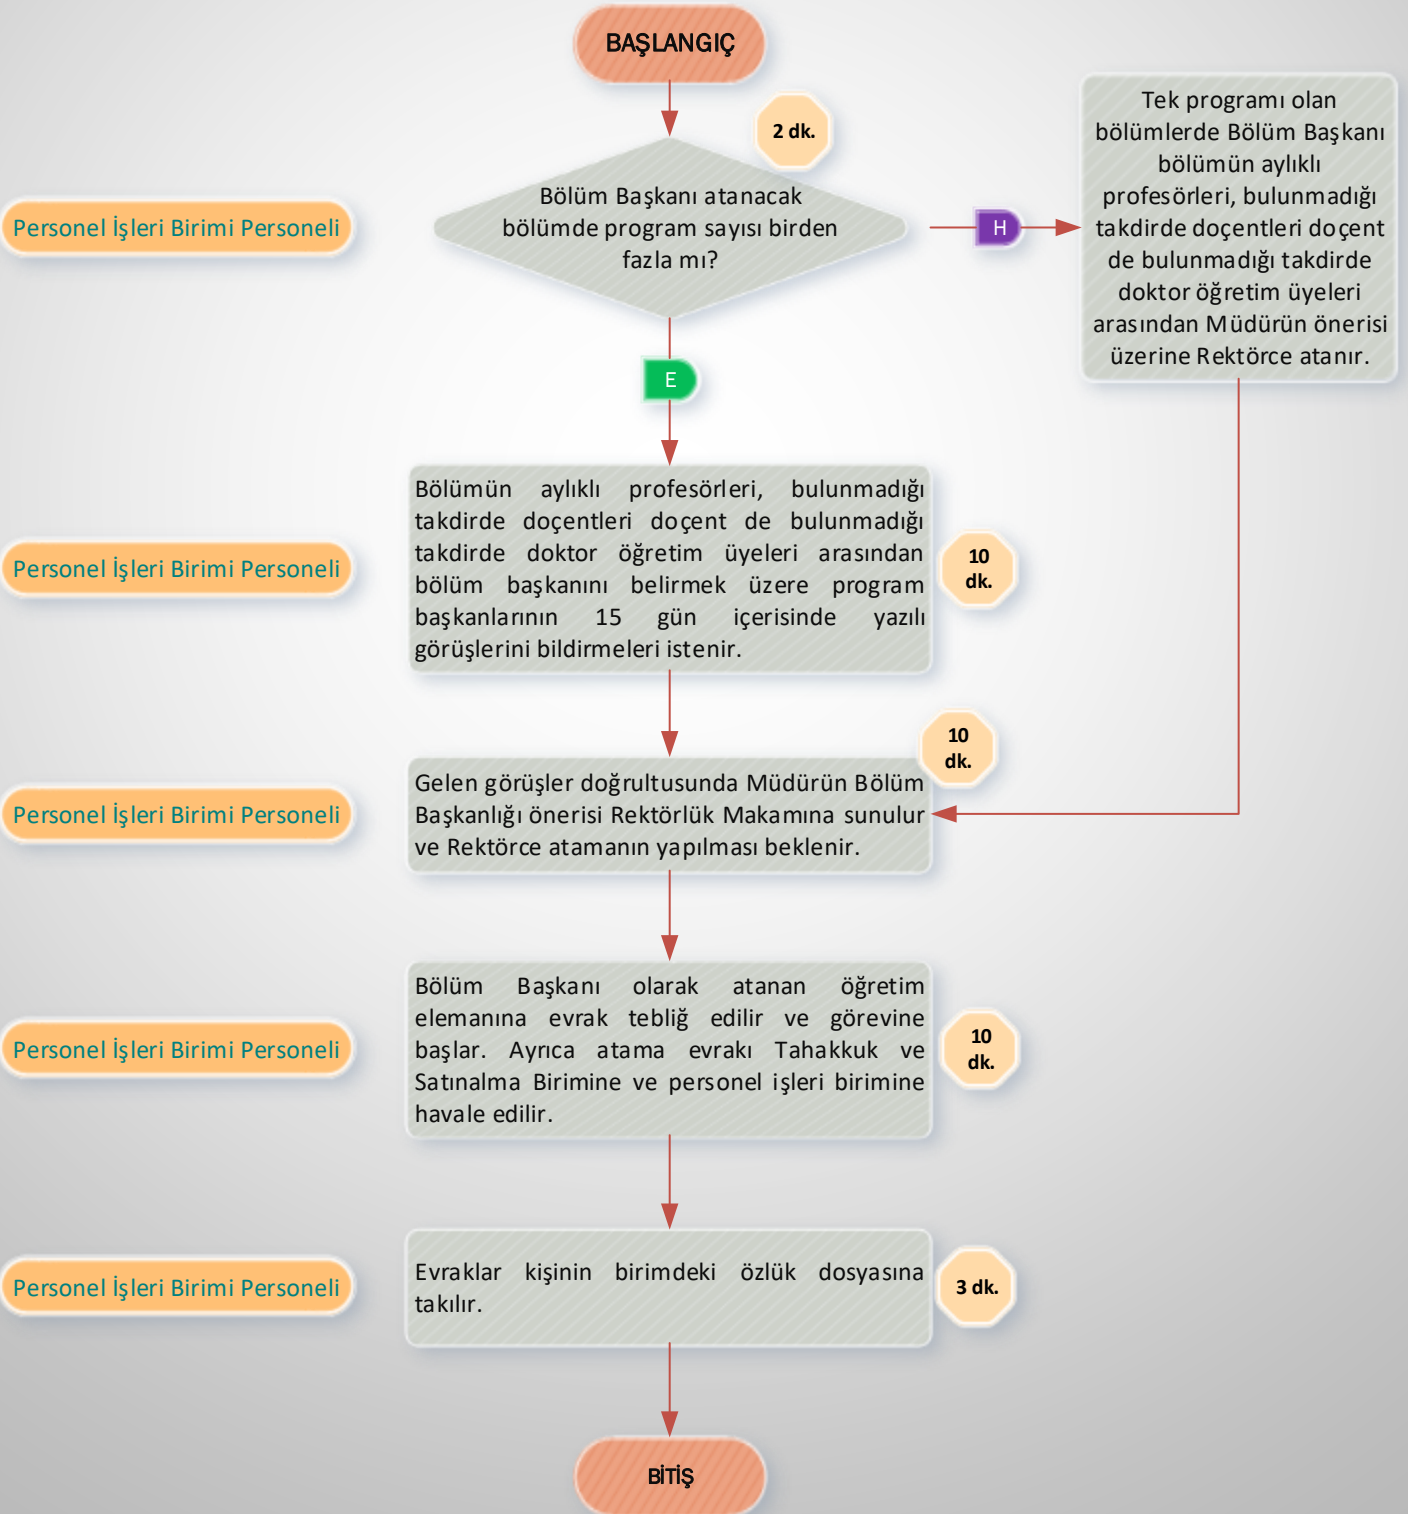 BAŞLANGIÇ
2 dk.
Personel İşleri Birimi Personeli
Bölüm Başkanı atanacak
bölümde program sayısı birden
fazla mı?
H
Tek programı olan
bölümlerde Bölüm Başkanı
bölümün aylıklı
profesörleri, bulunmadığı
takdirde doçentleri doçent
de bulunmadığı takdirde
doktor öğretim üyeleri
arasından Müdürün önerisi
üzerine Rektörce atanır.
E
Personel İşleri Birimi Personeli
Bölümün aylıklı profesörleri, bulunmadığı
takdirde doçentleri doçent de bulunmadığı
takdirde doktor öğretim üyeleri arasından
bölüm başkanını belirmek üzere program
başkanlarının 15 gün içerisinde yazılı
görüşlerini bildirmeleri istenir.
10
dk.
Personel İşleri Birimi Personeli
Gelen görüşler doğrultusunda Müdürün Bölüm
Başkanlığı önerisi Rektörlük Makamına sunulur
ve Rektörce atamanın yapılması beklenir.
10
dk.
Personel İşleri Birimi Personeli
Bölüm Başkanı olarak atanan öğretim
elemanına evrak tebliğ edilir ve görevine
başlar. Ayrıca atama evrakı Tahakkuk ve
Satınalma Birimine ve personel işleri birimine
havale edilir.
10
dk.
Personel İşleri Birimi Personeli
Evraklar kişinin birimdeki özlük dosyasına
takılır.
3 dk.
BİTİŞ